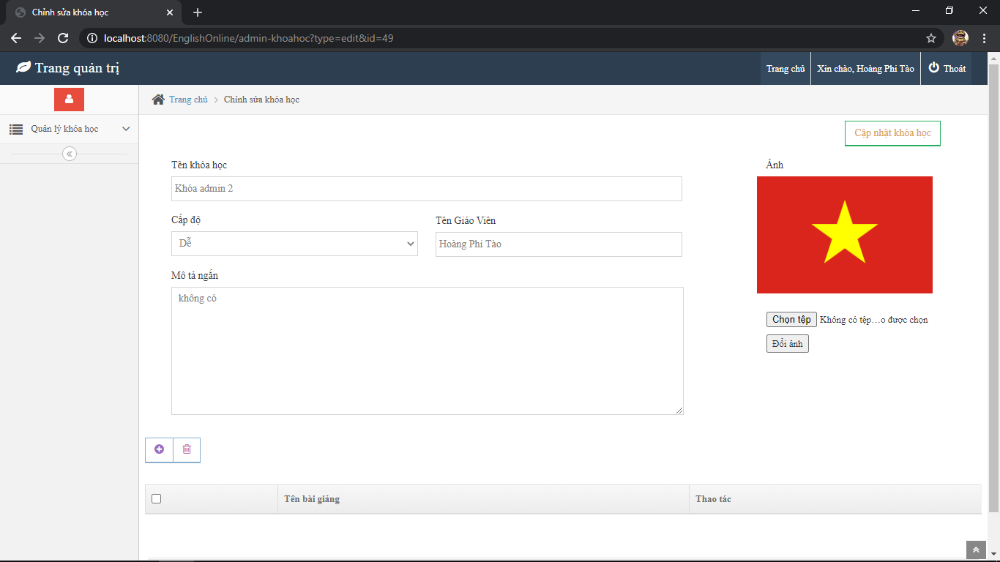 Chỉnh sửa khóa học
localhost:8080/EnglishOnline/admin-khoahoc?type=edit&id=49
Trang quản trị
Trang chủ
Xin chào, Hoàng Phi Tào
Thoát
Trang chủ
Chỉnh sửa khóa học
Quản lý khóa học
Cập nhật khóa học
Tên khóa học
Ảnh
Khóa admin 2
Cấp độ
Tên Giáo Viên
Dễ
Hoàng Phi Tào
Mô tả ngắn
không có
Chọn tệp Không có tệp…o được chọn
Đổi ảnh
Tên bài giảng
Thao tác